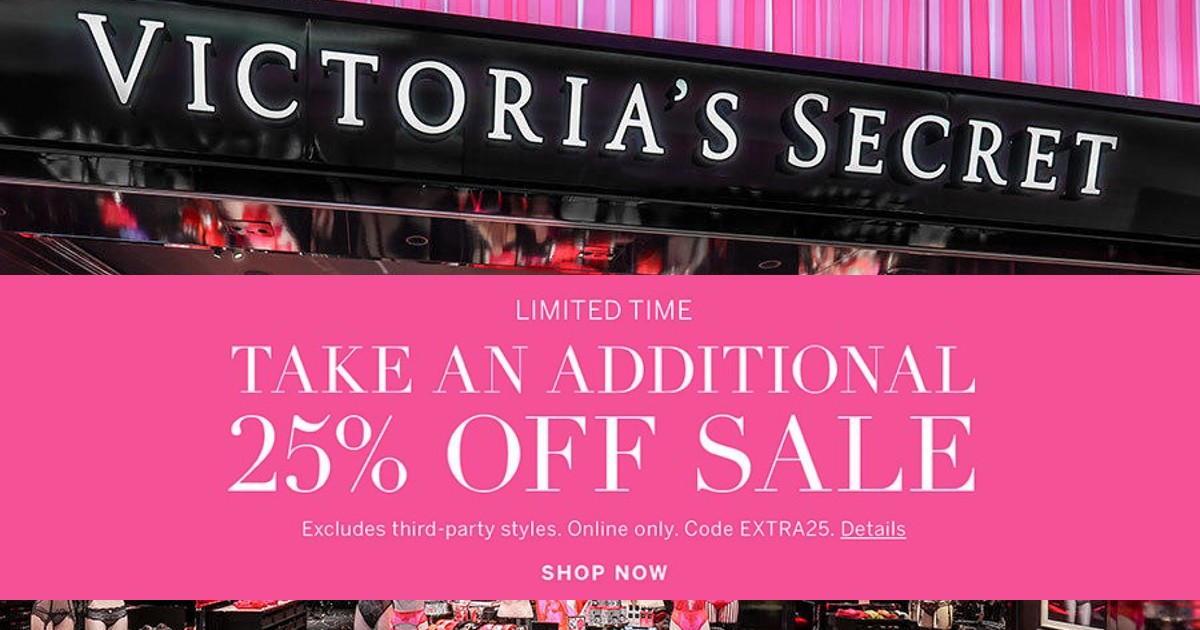 VICTORIA'S SECRET
LIMITED TIME
TAKE AN ADDITIONAL
25% OFF SALE
Excludes third-party styles. Online only. Code EXTRA25. Details
SHOP NOW